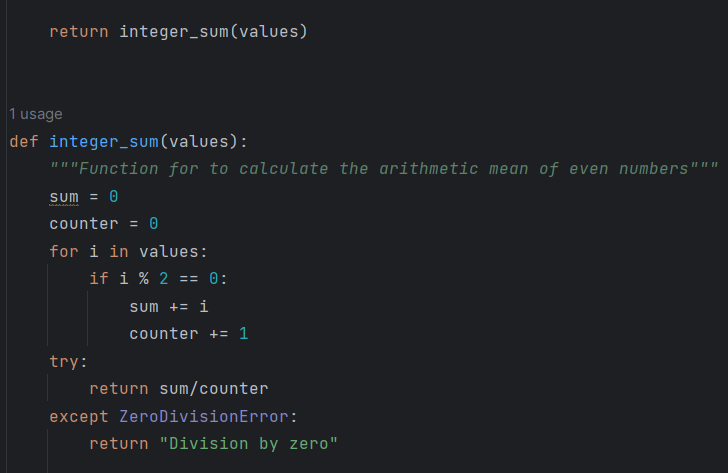 return integer_sum(values)
1 usage
def integer_sum(values):
"""Function for to calculate the arithmetic mean of even numbers"""
sum = 0
counter = 0
for i in values:
if i % 2 == 0:
sum += i
counter += 1
try:
return sum/counter
except ZeroDivisionError:
return "Division by zero"